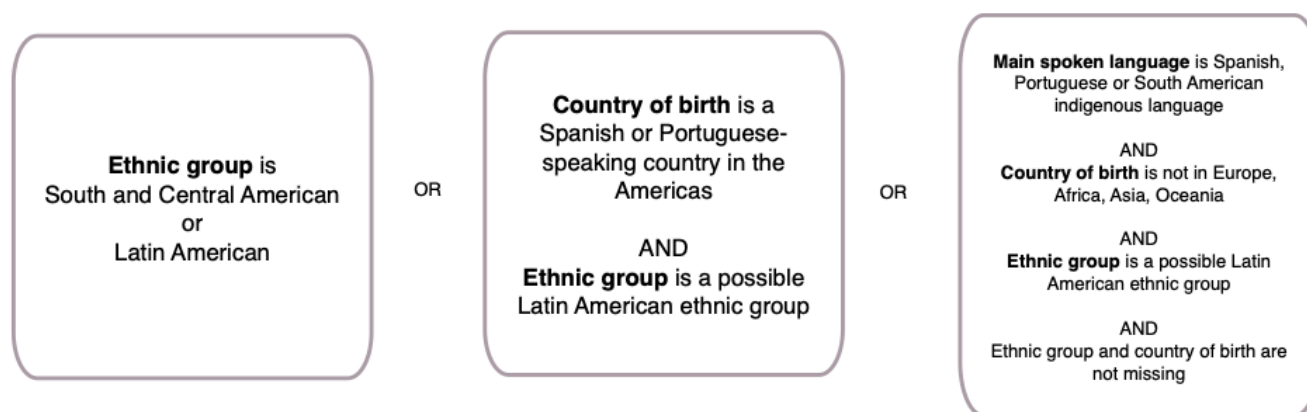 Ethnic group is
South and Central American
or
Latin American
OR
Country of birth is a
Spanish or Portuguese-
speaking country in the
Americas
AND
Ethnic group is a possible
Latin American ethnic group
OR
Main spoken language is Spanish,
Portuguese or South American
indigenous language
AND
Country of birth is not in Europe,
Africa, Asia, Oceania
AND
Ethnic group is a possible Latin
American ethnic group
AND
Ethnic group and country of birth are
not missing